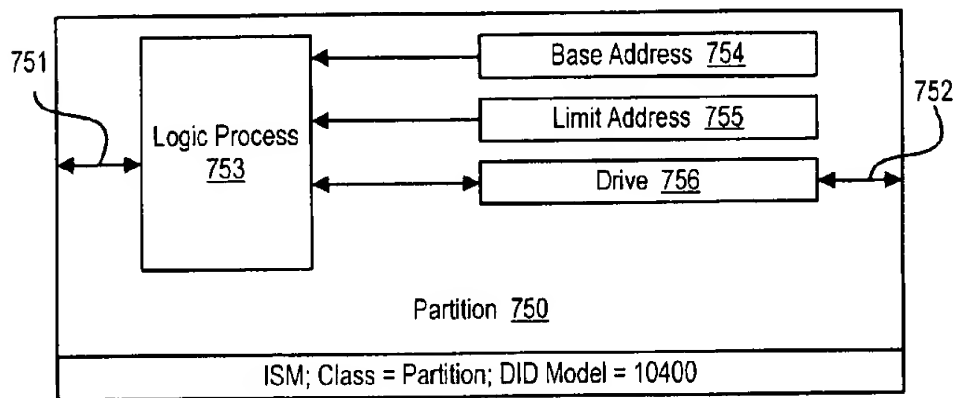 751
Logic Process
753
Base Address 754
Limit Address 755
Drive 756
752
Partition 750
ISM; Class = Partition; DID Model = 10400